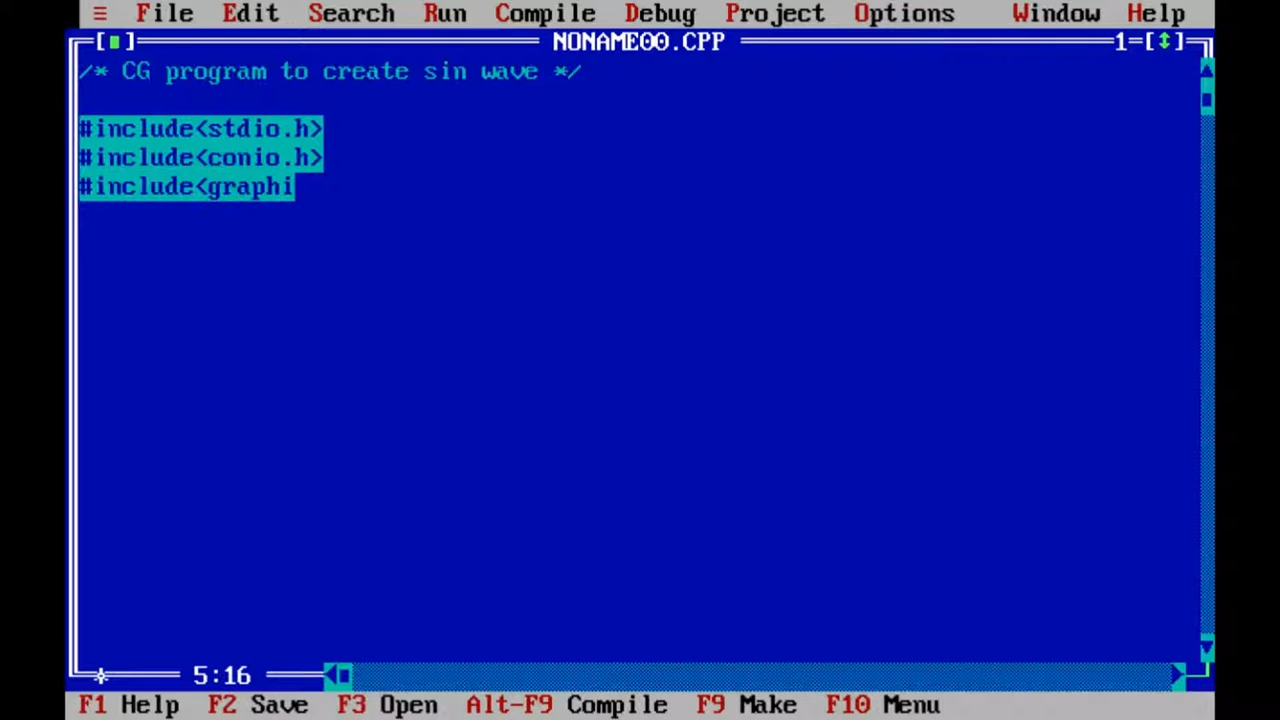 ≡ File Edit Search Run Compile Debug Project Options Window Help
[■] NONAME00.CPP 1=[↕]
/* CG program to create sin wave */
#include<stdio.h>
#include<conio.h>
#include<graphi
* 5:16
F1 Help F2 Save F3 Open Alt-F9 Compile F9 Make F10 Menu